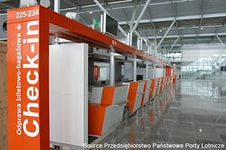 225-234
Check-in
Odprawa biletowo-bagażowa
Source:Przedsiębiorstwo Państwowe Porty Lotnicze